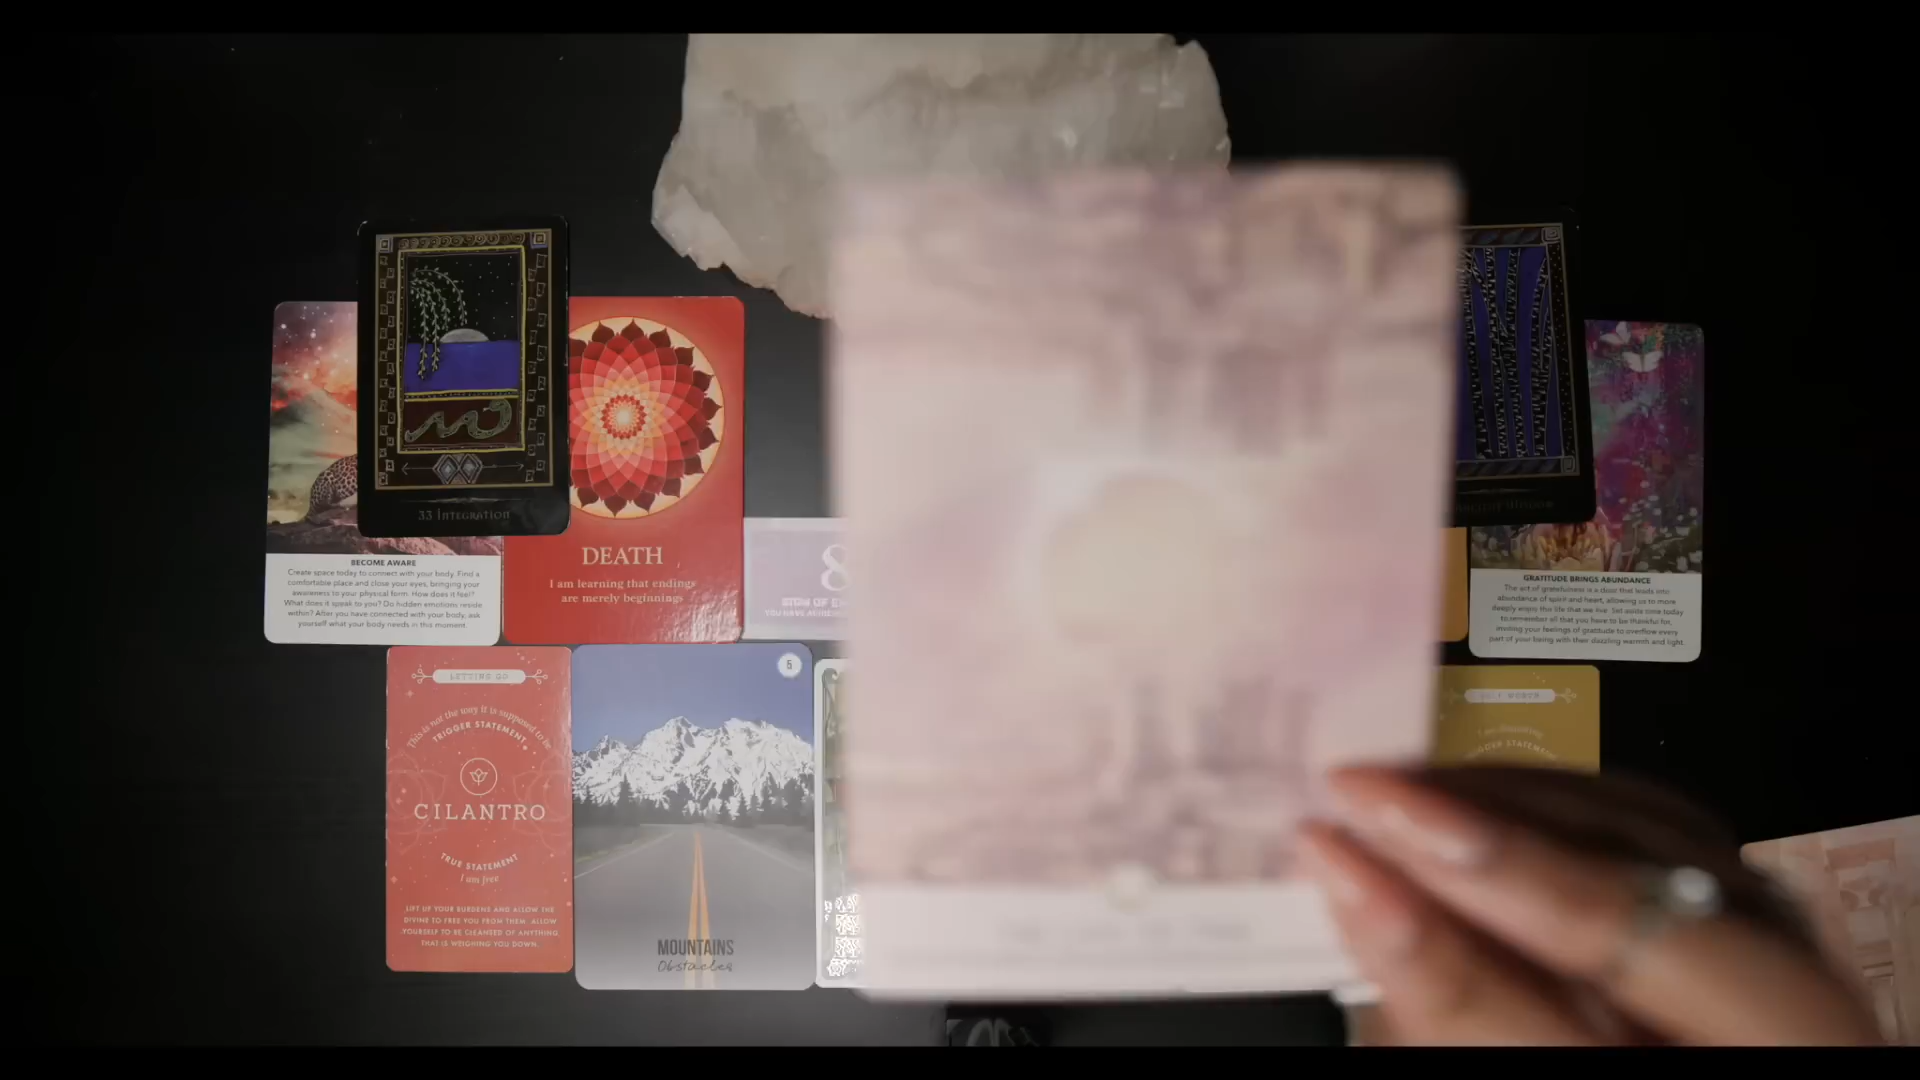 33 INTEGRATION
BECOME AWARE
Create space today to connect with your body. Find a
comfortable place and close your eyes, bringing your
awareness to your physical form. How does it feel?
What does it speak to you? Do hidden emotions reside
within? After you have connected with your body, ask
yourself what your body needs in this moment.
DEATH
I am learning that endings
are merely beginnings
8
SIGN OF
YOU HAVE
GRATITUDE BRINGS ABUNDANCE
The art of gratefulness is a door that leads into
abundance of spirit and heart, allowing us to more
deeply enjoy this life that we live. Set aside time today
to remember all that you have to be thankful for,
inviting your feelings of gratitude to overflow every
part of your being with their dazzling warmth and light.
LETTING GO
This is not the way it is supposed to be
TRIGGER STATEMENT
CILANTRO
TRUE STATEMENT
I am free
LIFT UP YOUR BURDENS AND ALLOW THE
DIVINE TO FREE YOU FROM THEM. ALLOW
YOURSELF TO BE CLEANSED OF ANYTHING
THAT IS WEIGHING YOU DOWN.
5
MOUNTAINS
Obstacles
WORTH
TRIGGER STATEMENT